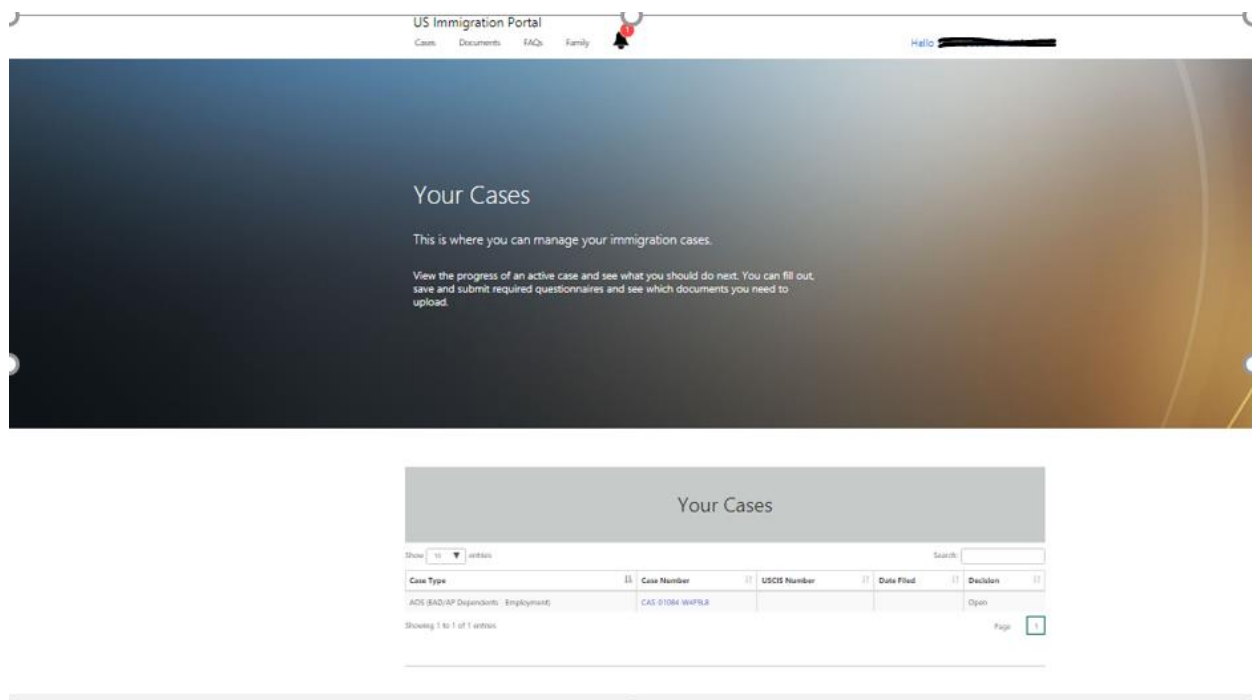 US Immigration Portal
Cases Documents FAQs Family 1
Hello
Your Cases
This is where you can manage your immigration cases.
View the progress of an active case and see what you should do next. You can fill out,
save and submit required questionnaires and see which documents you need to
upload.
Your Cases
Show 10 entries Search:
Case Type Case Number USCIS Number Date Filed Decision
AOS (EAD/AP Dependents Employment) CAS-01084-W4F9L8 Open
Showing 1 to 1 of 1 entries Page 1